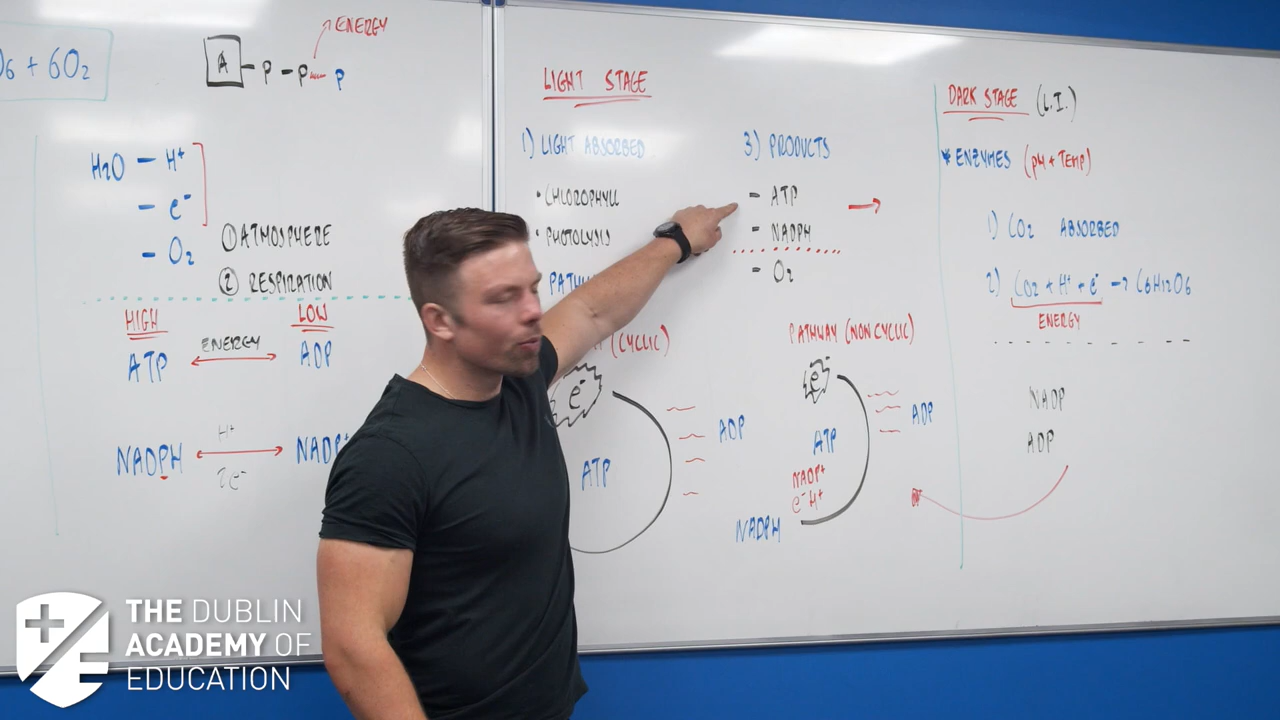 O6 + 6O2
A - P - P - P
ENERGY
H2O - H+
- e-
- O2
① ATMOSPHERE
② RESPIRATION
HIGH
LOW
ATP
ENERGY
ADP
NADPH
H+
2e-
NADP+
LIGHT STAGE
1) LIGHT ABSORBED
• CHLOROPHYLL
• PHOTOLYSIS
(CYCLIC)
e-
ATP
ADP
3) PRODUCTS
- ATP
- NADPH
- O2
PATHWAY (NON CYCLIC)
e-
ATP
ADP
NADP+
e- H+
NADPH
DARK STAGE (L.I.)
* ENZYMES (pH + TEMP)
1) CO2 ABSORBED
2) CO2 + H+ + e- → C6H12O6
ENERGY
NADP
ADP
THE DUBLIN
ACADEMY OF
EDUCATION